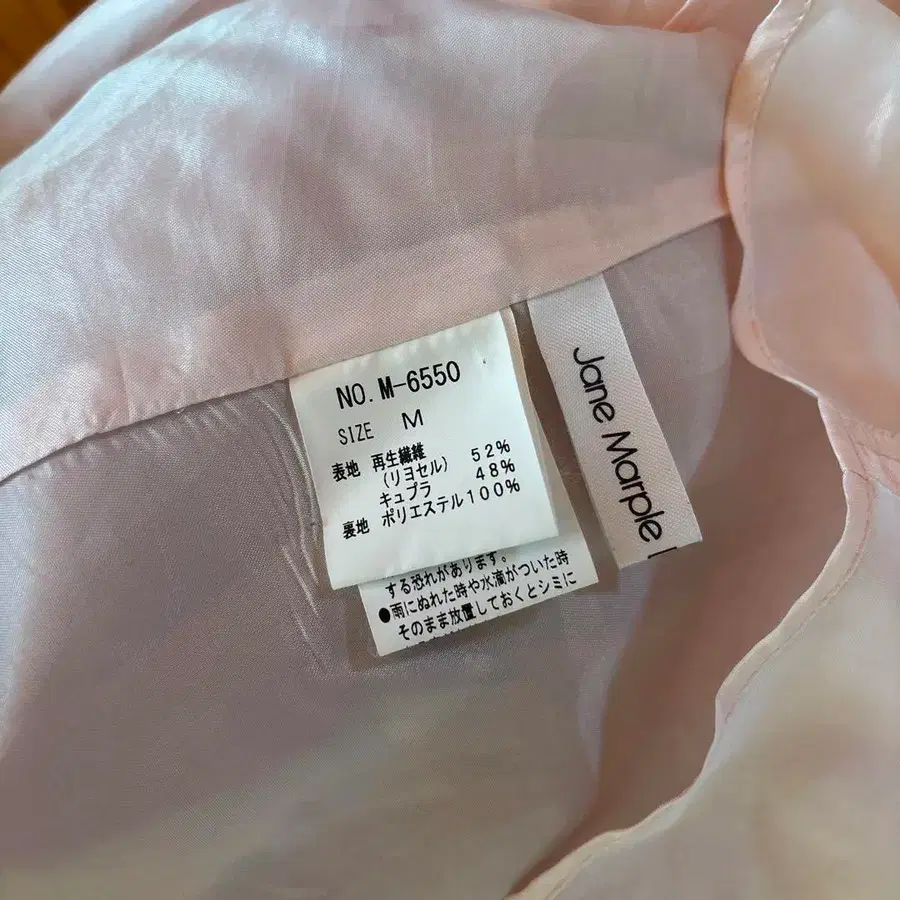 NO. M-6550
SIZE M
表地 再生繊維 52%
(リヨセル)
キュプラ 48%
裏地 ポリエステル100%
する恐れがあります。
●雨にぬれた時や水滴がついた時
そのまま放置しておくとシミに
Jane Marple